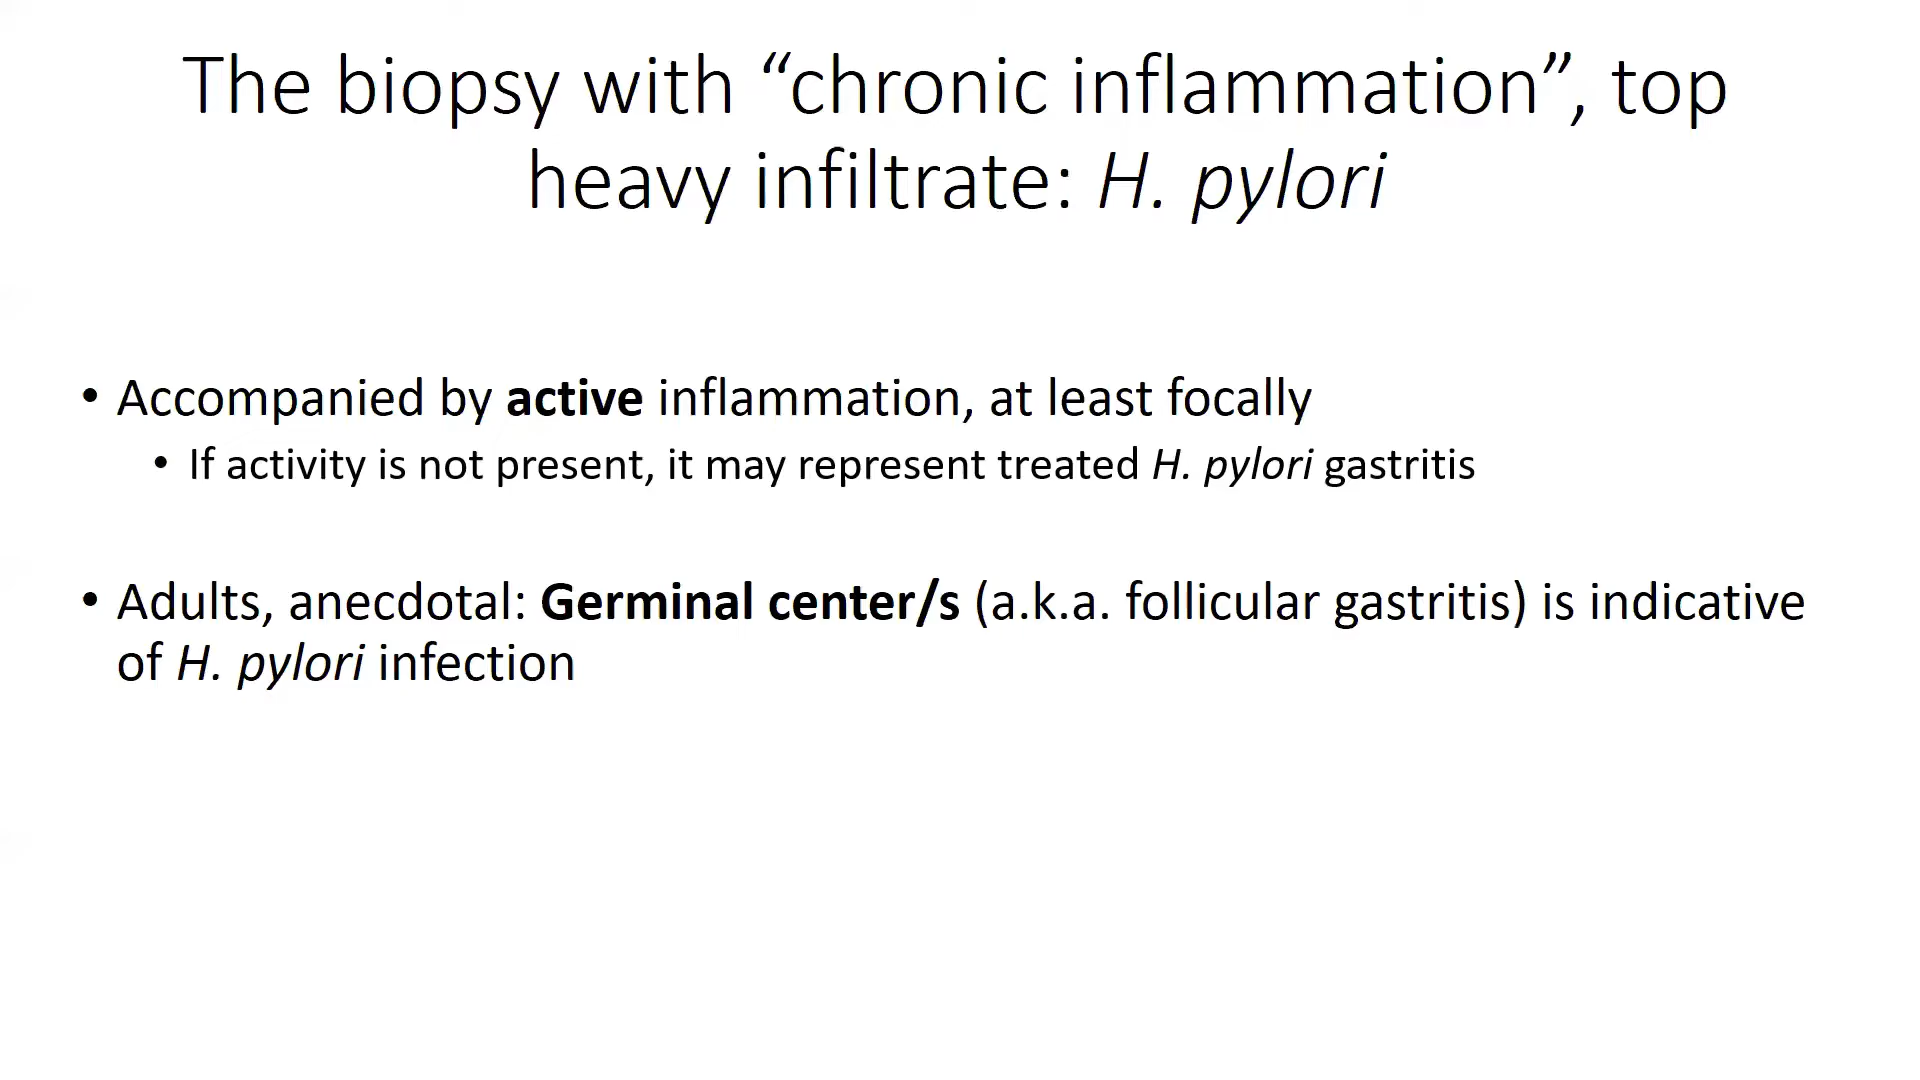 The biopsy with “chronic inflammation”, top
heavy infiltrate: H. pylori
• Accompanied by active inflammation, at least focally
• If activity is not present, it may represent treated H. pylori gastritis
• Adults, anecdotal: Germinal center/s (a.k.a. follicular gastritis) is indicative
of H. pylori infection